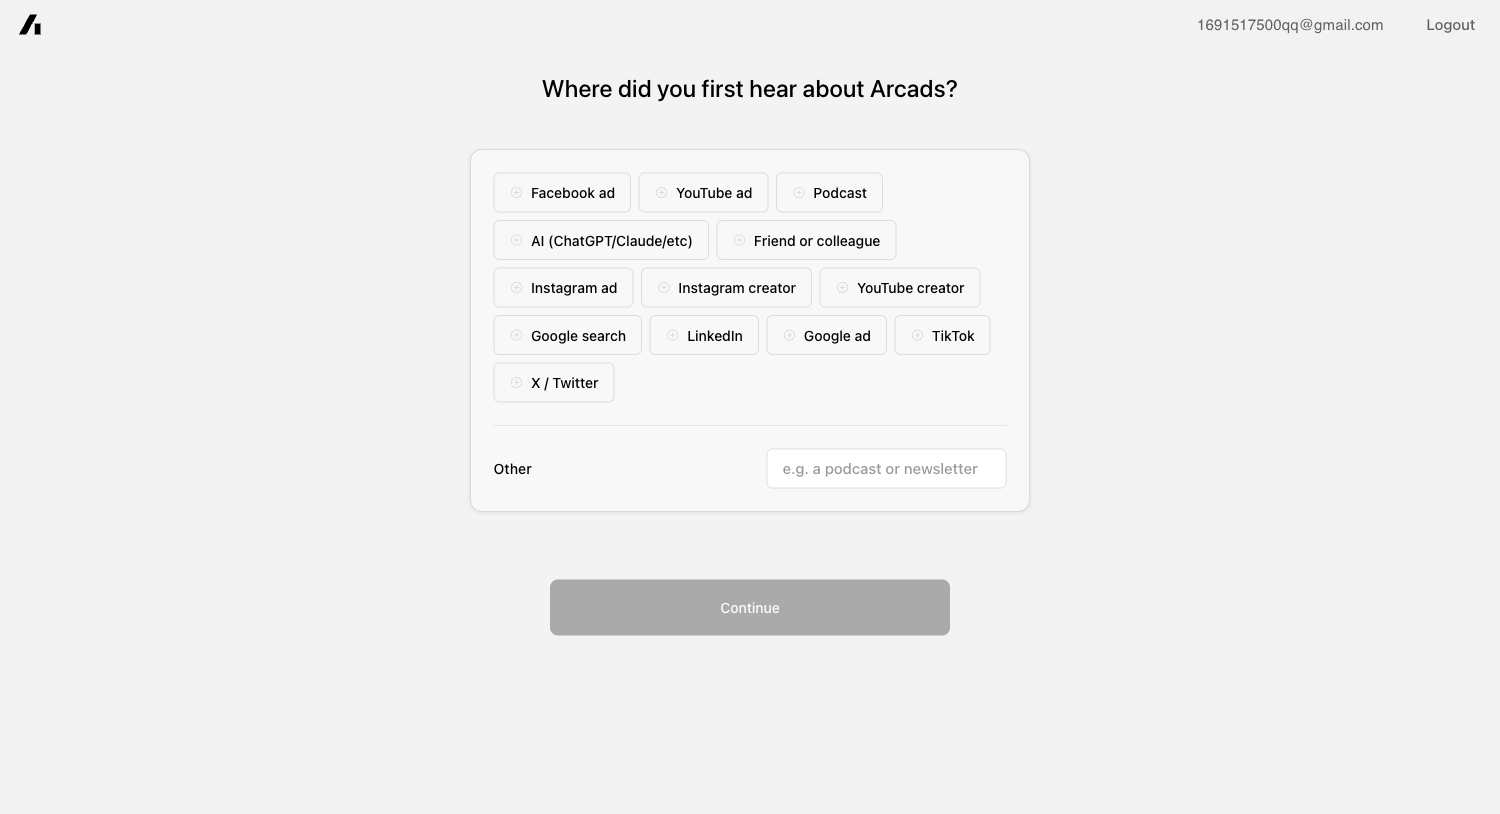 1691517500qq@gmail.com Logout
Where did you first hear about Arcads?
Facebook ad YouTube ad Podcast
AI (ChatGPT/Claude/etc) Friend or colleague
Instagram ad Instagram creator YouTube creator
Google search LinkedIn Google ad TikTok
X / Twitter
Other e.g. a podcast or newsletter
Continue